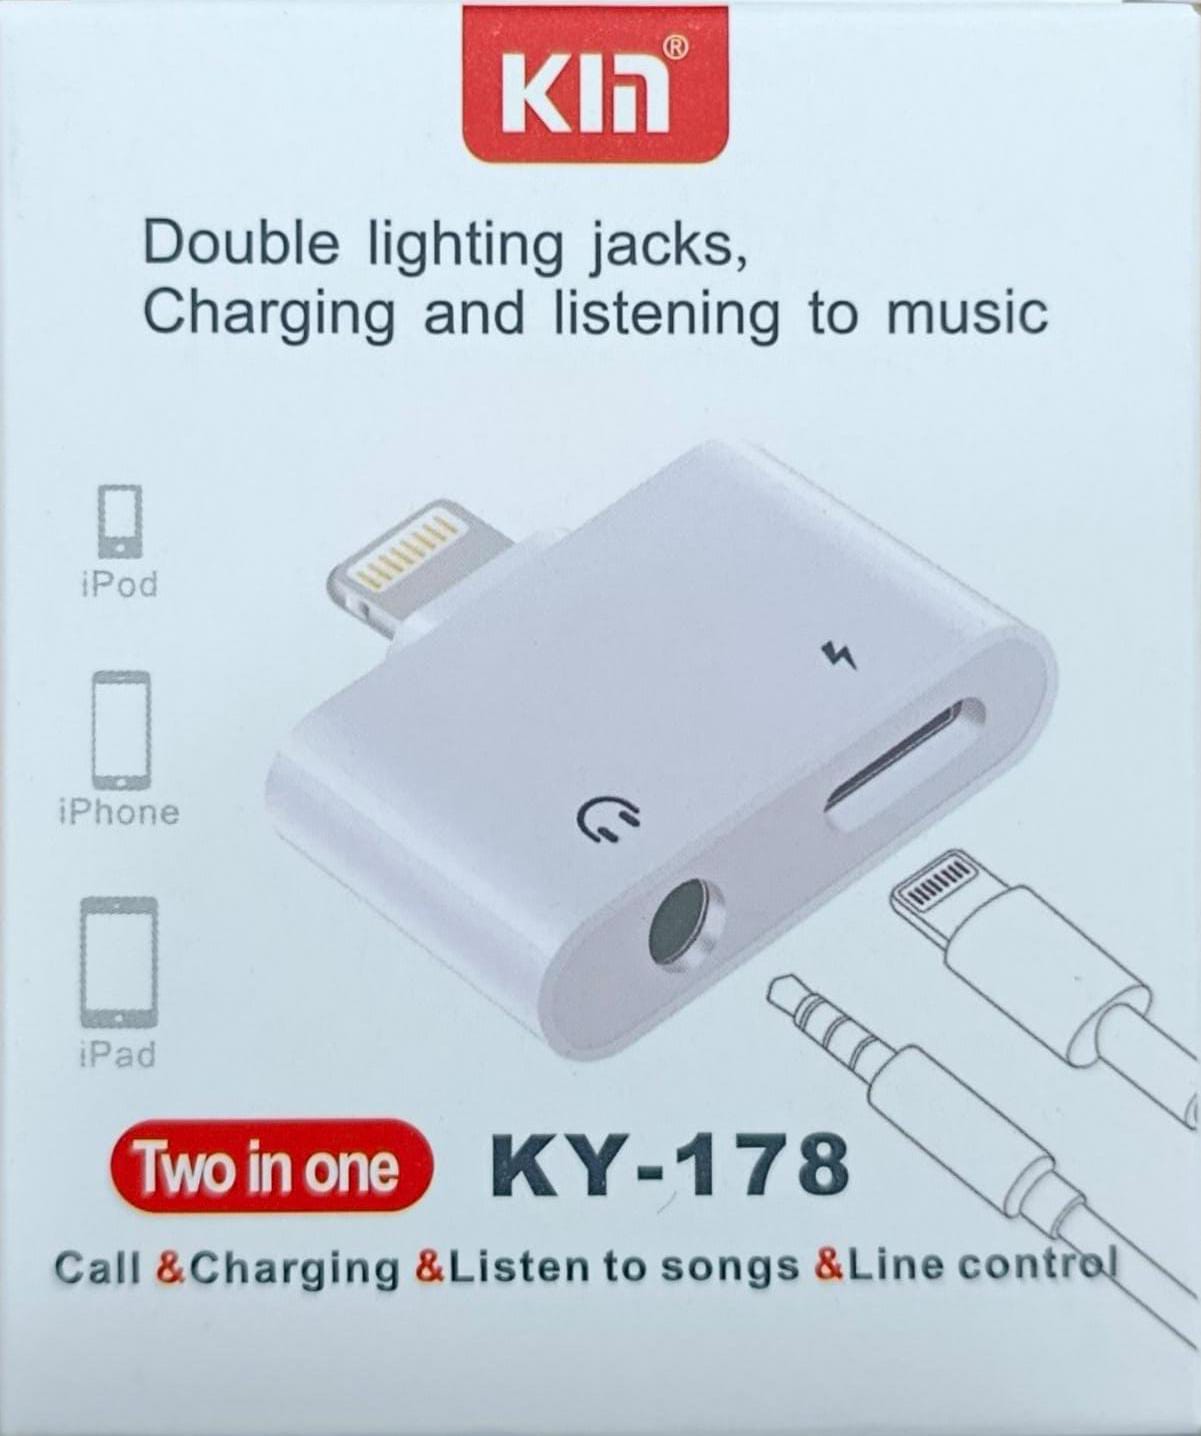 KIN®
Double lighting jacks,
Charging and listening to music
iPod
iPhone
iPad
Two in one
KY-178
Call &Charging &Listen to songs &Line control